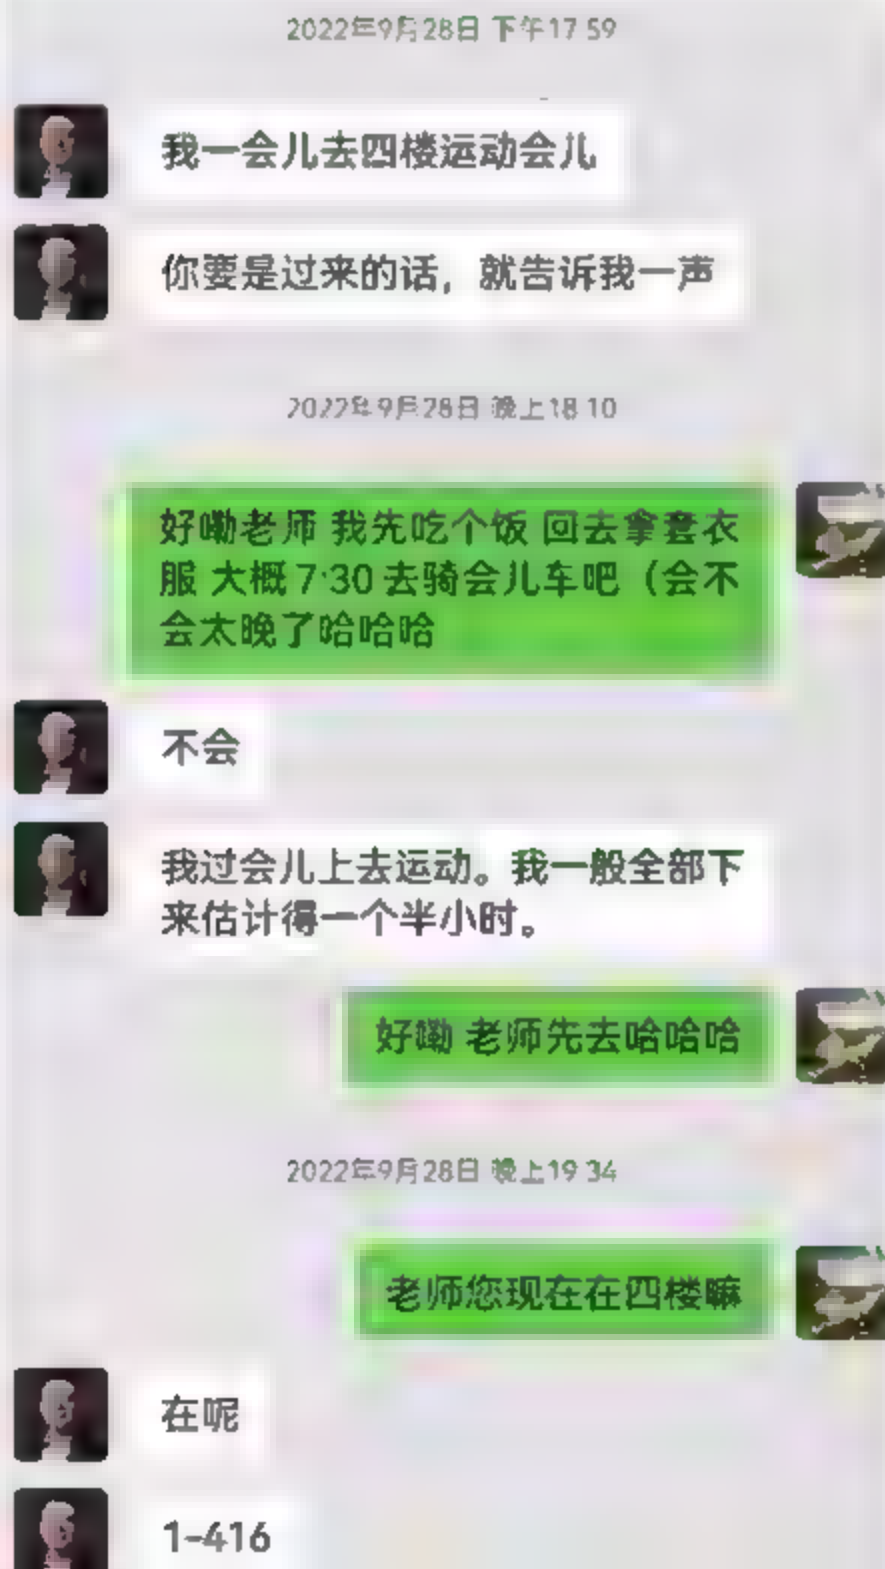 2022年9月28日 下午17:59
我一会儿去四楼运动会儿
你要是过来的话，就告诉我一声
2022年9月28日 晚上18:10
好嘞老师 我先吃个饭 回去拿套衣
服 大概7:30去骑会儿车吧（会不
会太晚了哈哈哈
不会
我过会儿上去运动。我一般全部下
来估计得一个半小时。
好嘞 老师先去哈哈哈
2022年9月28日 晚上19:34
老师您现在在四楼嘛
在呢
1-416